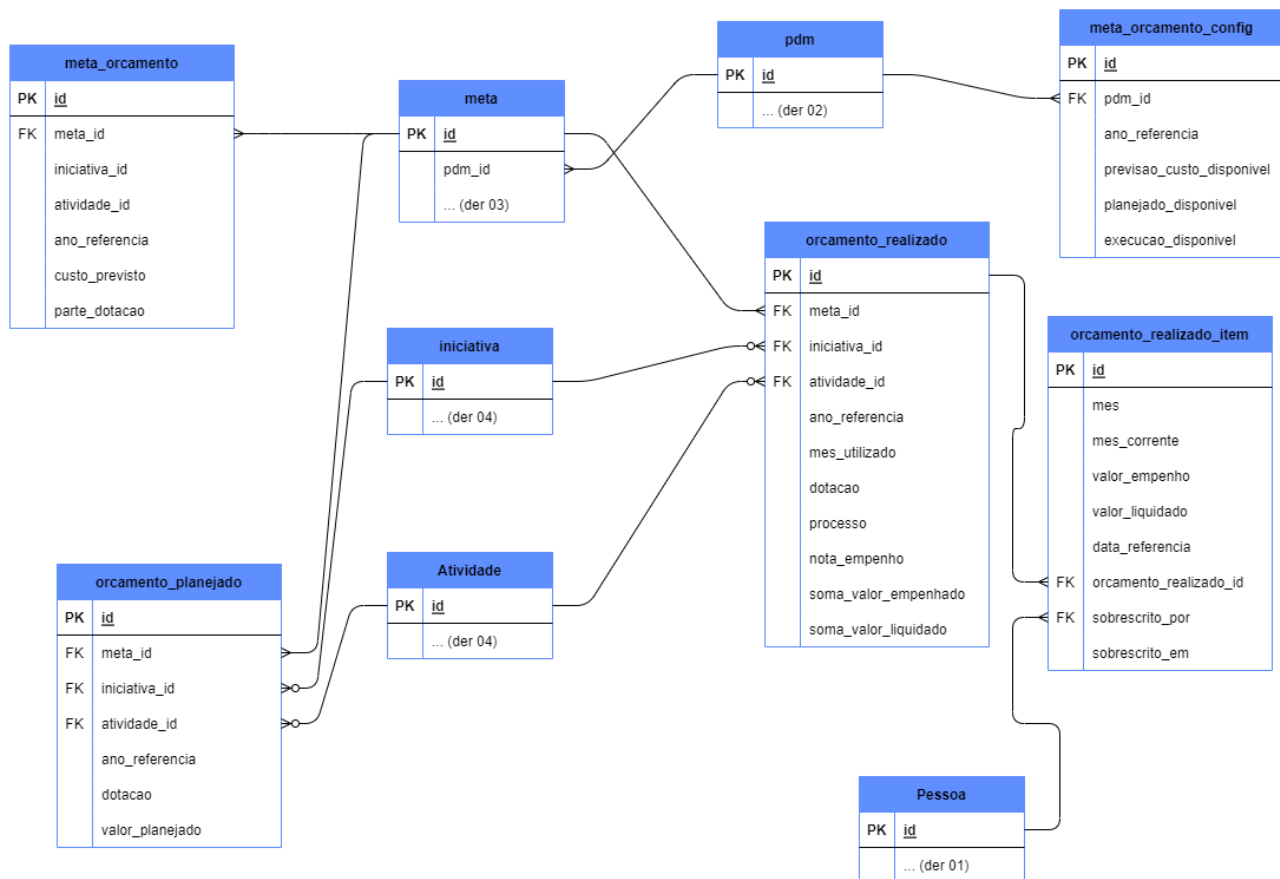 meta_orcamento
PK id
FK meta_id
iniciativa_id
atividade_id
ano_referência
custo_previsto
parte_dotacao
meta
PK id
pdm_id
... (der 03)
pdm
PK id
... (der 02)
meta_orcamento_config
PK id
FK pdm_id
ano_referencia
previsao_custo_disponivel
planejado_disponivel
execucao_disponivel
iniciativa
PK id
... (der 04)
orcamento_realizado
PK id
FK meta_id
FK iniciativa_id
FK atividade_id
ano_referencia
mes_utilizado
dotacao
processo
nota_empenho
soma_valor_empenhado
soma_valor_liquidado
orcamento_realizado_item
PK id
mes
mes_corrente
valor_empenho
valor_liquidado
data_referencia
FK orcamento_realizado_id
FK sobrescrito_por
sobrescrito_em
orcamento_planejado
PK id
FK meta_id
FK iniciativa_id
FK atividade_id
ano_referencia
dotacao
valor_planejado
Atividade
PK id
... (der 04)
Pessoa
PK id
... (der 01)